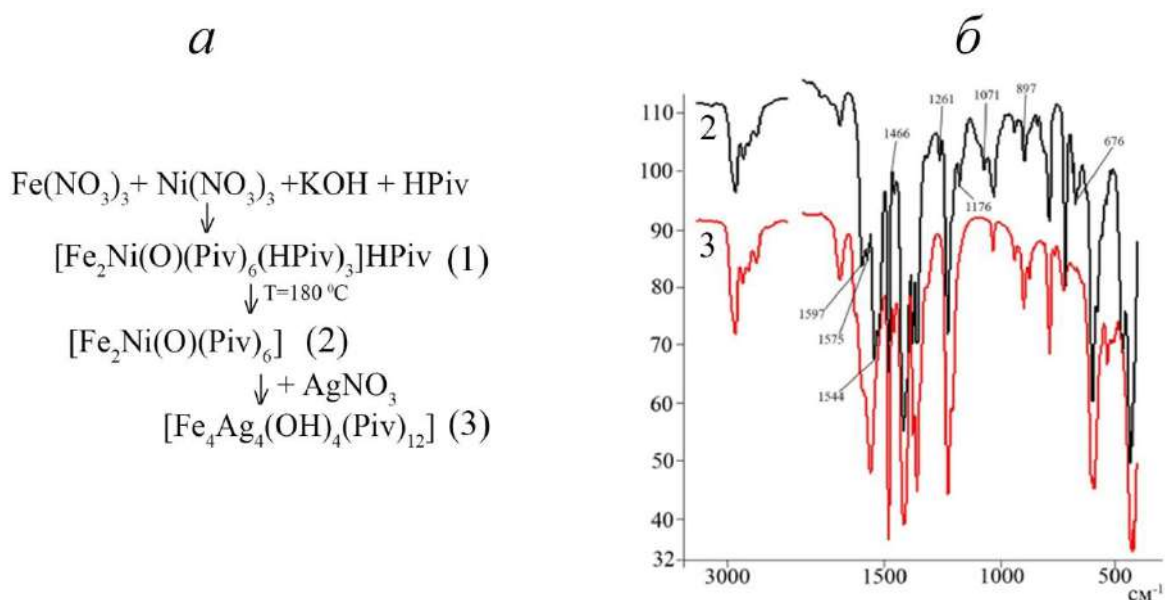 а
Fe(NO₃)₃+ Ni(NO₃)₃ +KOH + HPiv
↓
[Fe₂Ni(O)(Piv)₆(HPiv)₃]HPiv (1)
↓ T=180 ⁰C
[Fe₂Ni(O)(Piv)₆] (2)
↓ + AgNO₃
[Fe₄Ag₄(OH)₄(Piv)₁₂] (3)
б
110
100
90
80
70
60
50
40
32
2
3
1466
1261
1071
897
676
1176
1597
1575
1544
3000
1500
1000
500
см⁻¹